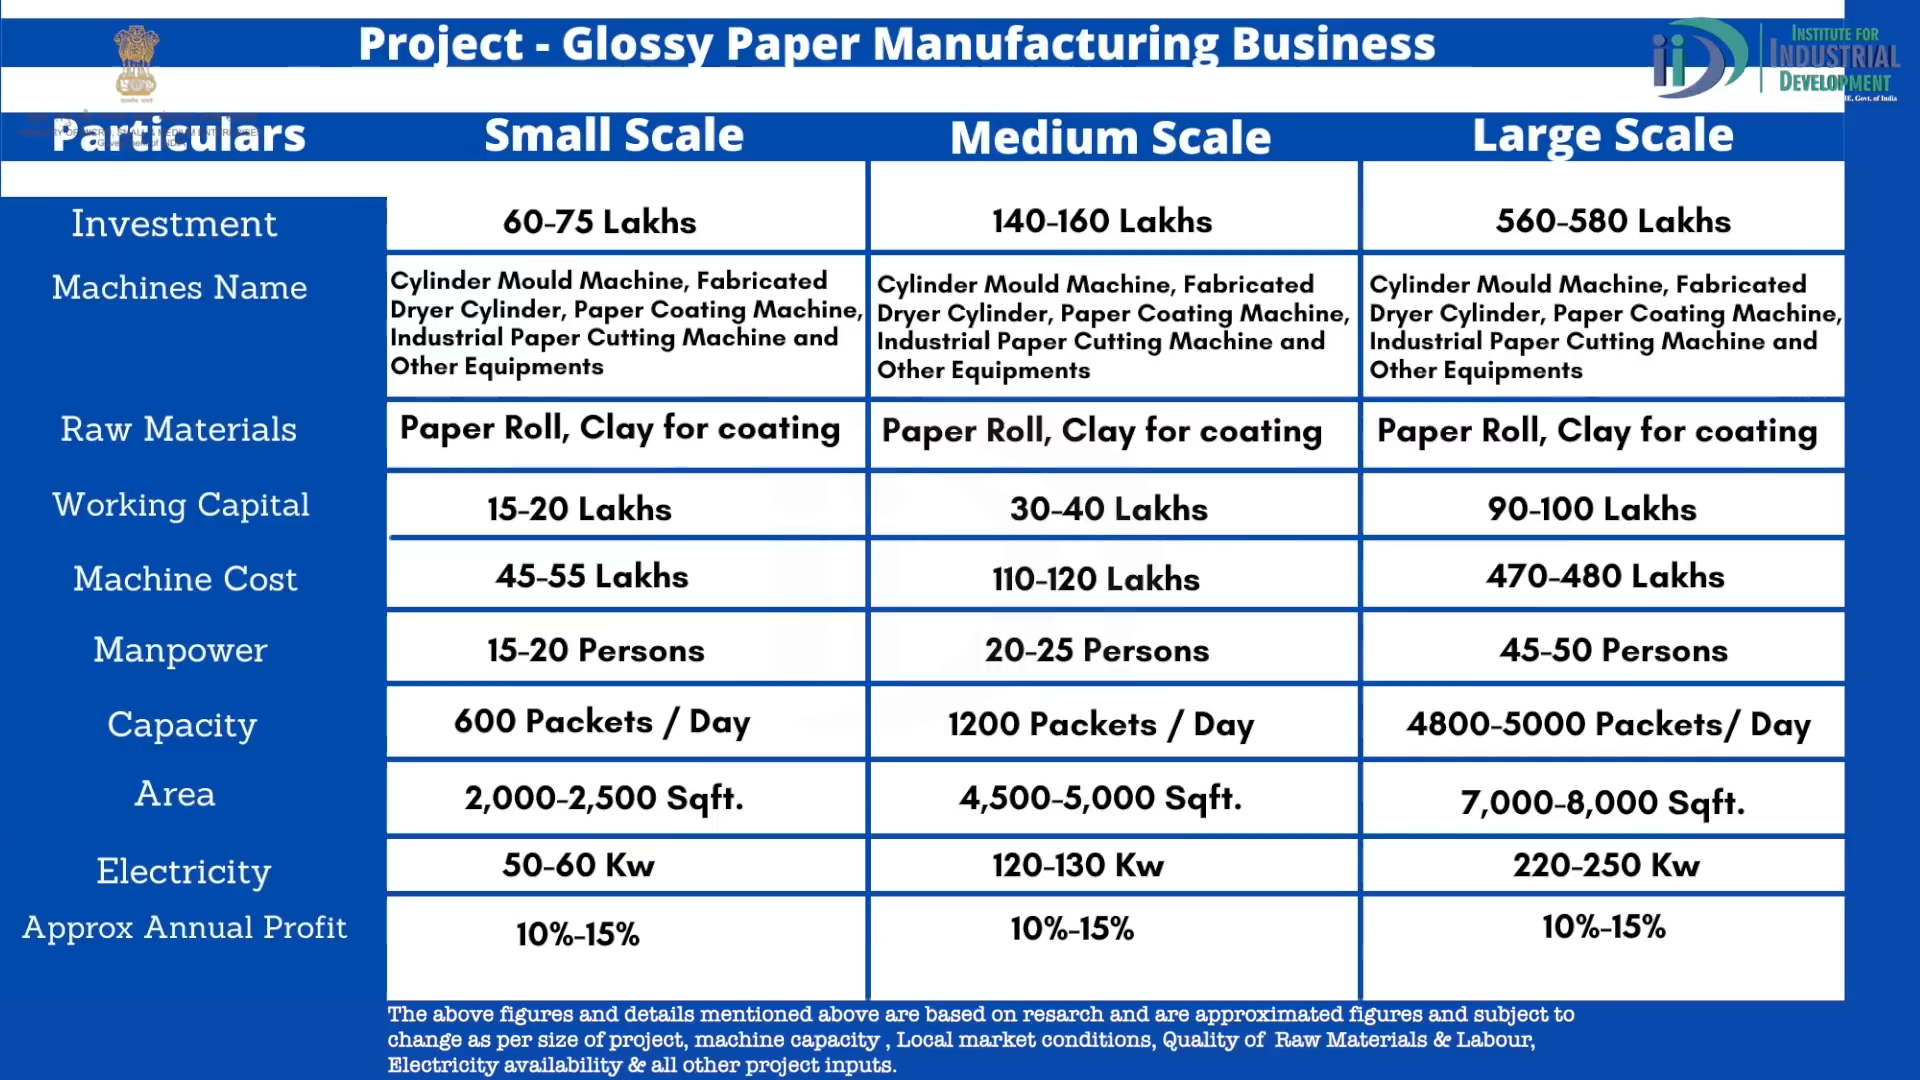 Project - Glossy Paper Manufacturing Business
iiD
INSTITUTE FOR
INDUSTRIAL
DEVELOPMENT
Govt. of India
Particulars Small Scale Medium Scale Large Scale
Investment 60-75 Lakhs 140-160 Lakhs 560-580 Lakhs
Machines Name
Cylinder Mould Machine, Fabricated
Dryer Cylinder, Paper Coating Machine,
Industrial Paper Cutting Machine and
Other Equipments
Cylinder Mould Machine, Fabricated
Dryer Cylinder, Paper Coating Machine,
Industrial Paper Cutting Machine and
Other Equipments
Cylinder Mould Machine, Fabricated
Dryer Cylinder, Paper Coating Machine,
Industrial Paper Cutting Machine and
Other Equipments
Raw Materials Paper Roll, Clay for coating Paper Roll, Clay for coating Paper Roll, Clay for coating
Working Capital 15-20 Lakhs 30-40 Lakhs 90-100 Lakhs
Machine Cost 45-55 Lakhs 110-120 Lakhs 470-480 Lakhs
Manpower 15-20 Persons 20-25 Persons 45-50 Persons
Capacity 600 Packets / Day 1200 Packets / Day 4800-5000 Packets/ Day
Area 2,000-2,500 Sqft. 4,500-5,000 Sqft. 7,000-8,000 Sqft.
Electricity 50-60 Kw 120-130 Kw 220-250 Kw
Approx Annual Profit 10%-15% 10%-15% 10%-15%
The above figures and details mentioned above are based on resarch and are approximated figures and subject to
change as per size of project, machine capacity , Local market conditions, Quality of Raw Materials & Labour,
Electricity availability & all other project inputs.